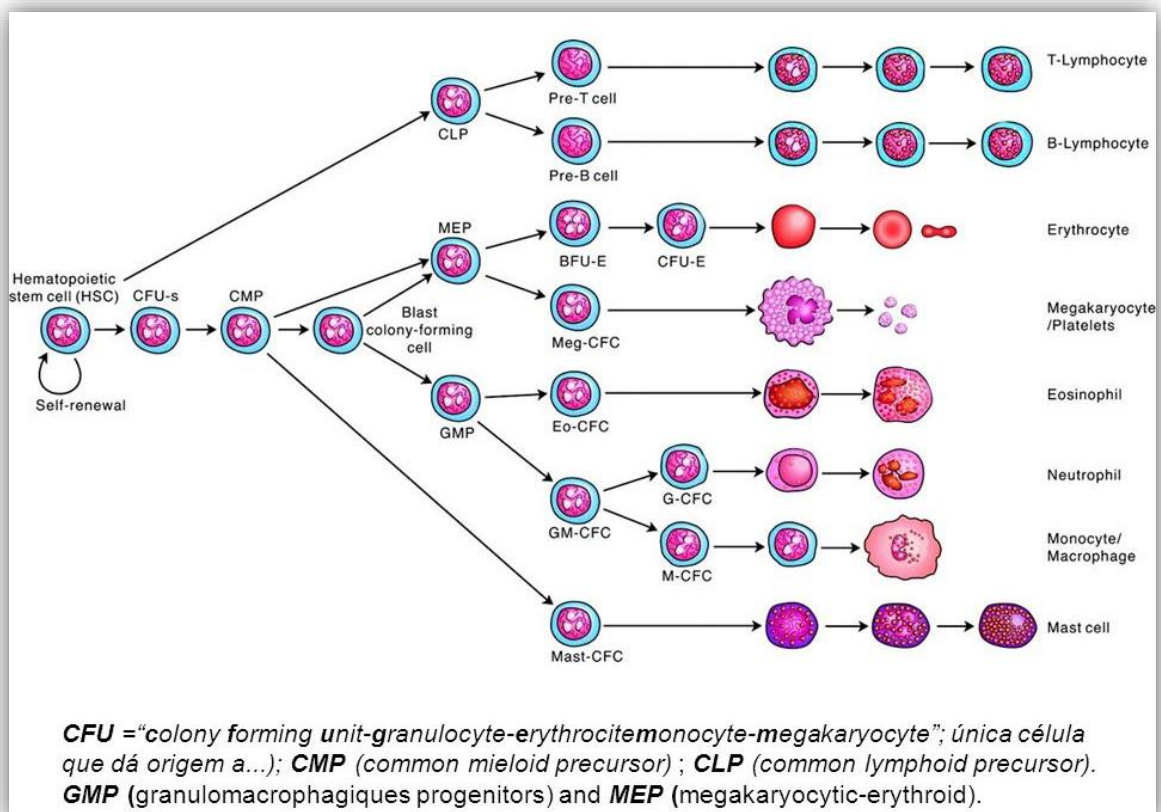 T-Lymphocyte
Pre-T cell
CLP
B-Lymphocyte
Pre-B cell
MEP
Erythrocyte
BFU-E
CFU-E
Hematopoietic
stem cell (HSC)
CFU-s
CMP
Blast
colony-forming
cell
Megakaryocyte
/Platelets
Meg-CFC
Self-renewal
Eosinophil
Eo-CFC
GMP
Neutrophil
G-CFC
GM-CFC
Monocyte/
Macrophage
M-CFC
Mast cell
Mast-CFC
CFU =“colony forming unit-granulocyte-erythrocitemonocyte-megakaryocyte”; única célula
que dá origem a...); CMP (common mieloid precursor) ; CLP (common lymphoid precursor).
GMP (granulomacrophagiques progenitors) and MEP (megakaryocytic-erythroid).